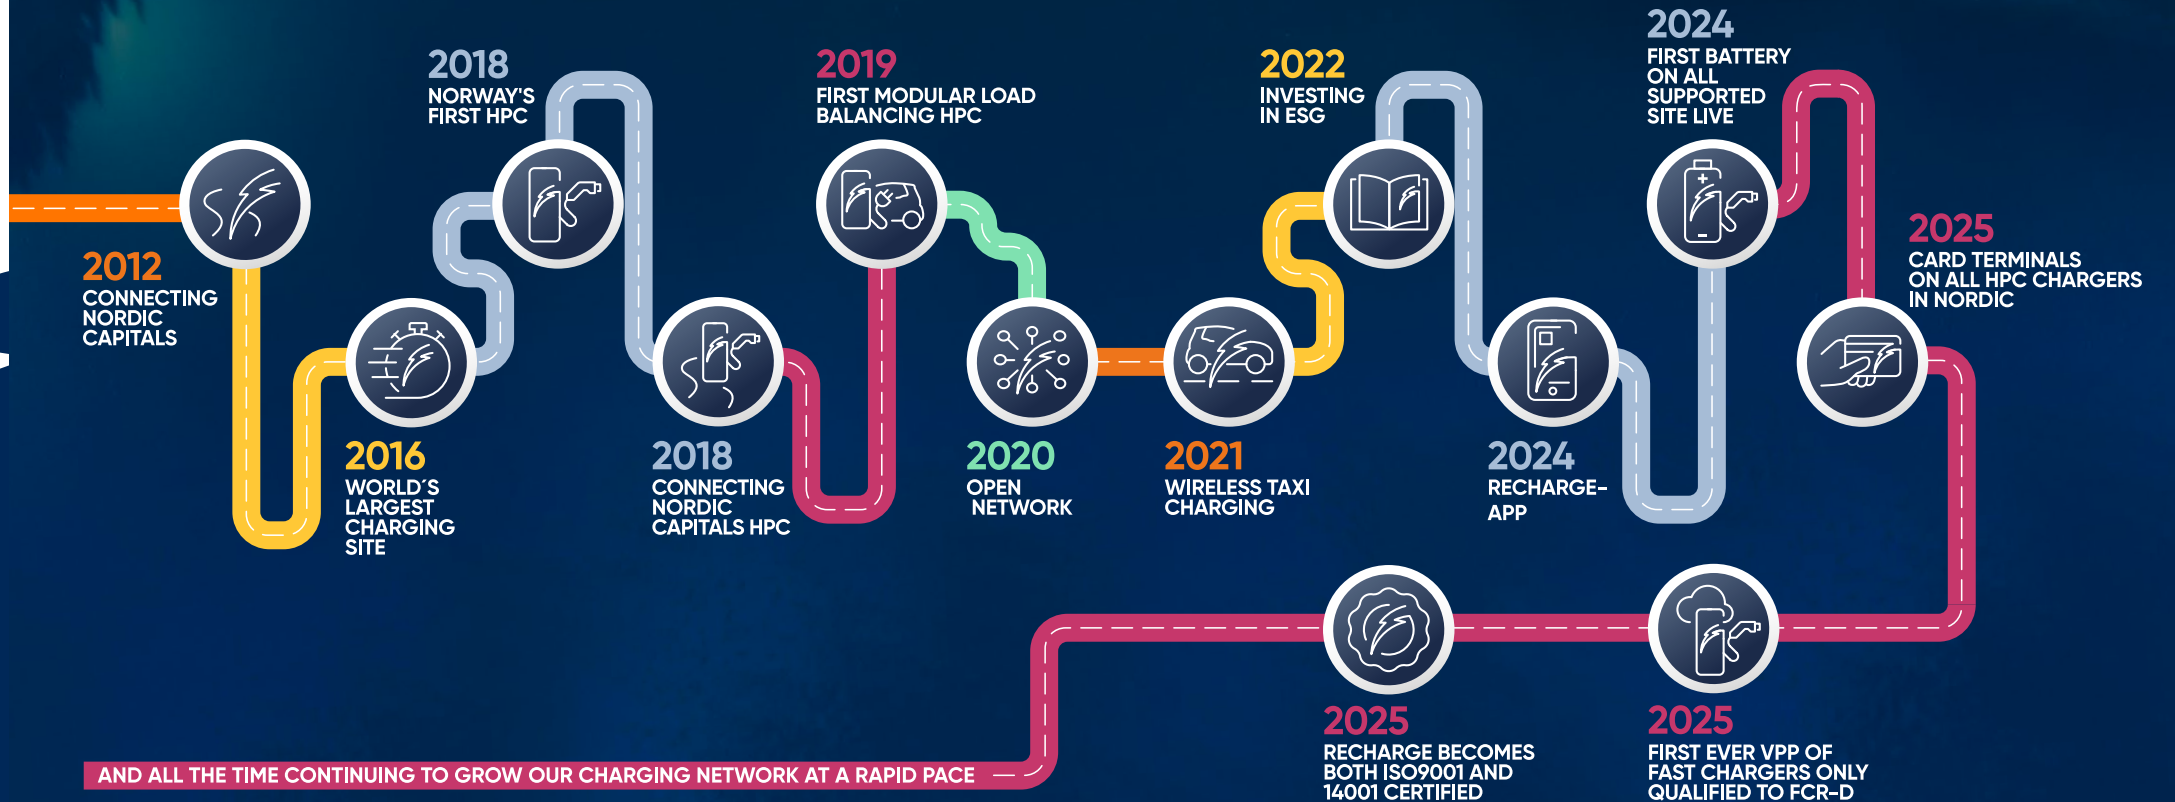 2012
CONNECTING
NORDIC
CAPITALS
2016
WORLD´S
LARGEST
CHARGING
SITE
2018
NORWAY'S
FIRST HPC
2018
CONNECTING
NORDIC
CAPITALS HPC
2019
FIRST MODULAR LOAD
BALANCING HPC
2020
OPEN
NETWORK
2021
WIRELESS TAXI
CHARGING
2022
INVESTING
IN ESG
2024
RECHARGE-
APP
2024
FIRST BATTERY
ON ALL
SUPPORTED
SITE LIVE
2025
CARD TERMINALS
ON ALL HPC CHARGERS
IN NORDIC
2025
FIRST EVER VPP OF
FAST CHARGERS ONLY
QUALIFIED TO FCR-D
2025
RECHARGE BECOMES
BOTH ISO9001 AND
14001 CERTIFIED
AND ALL THE TIME CONTINUING TO GROW OUR CHARGING NETWORK AT A RAPID PACE